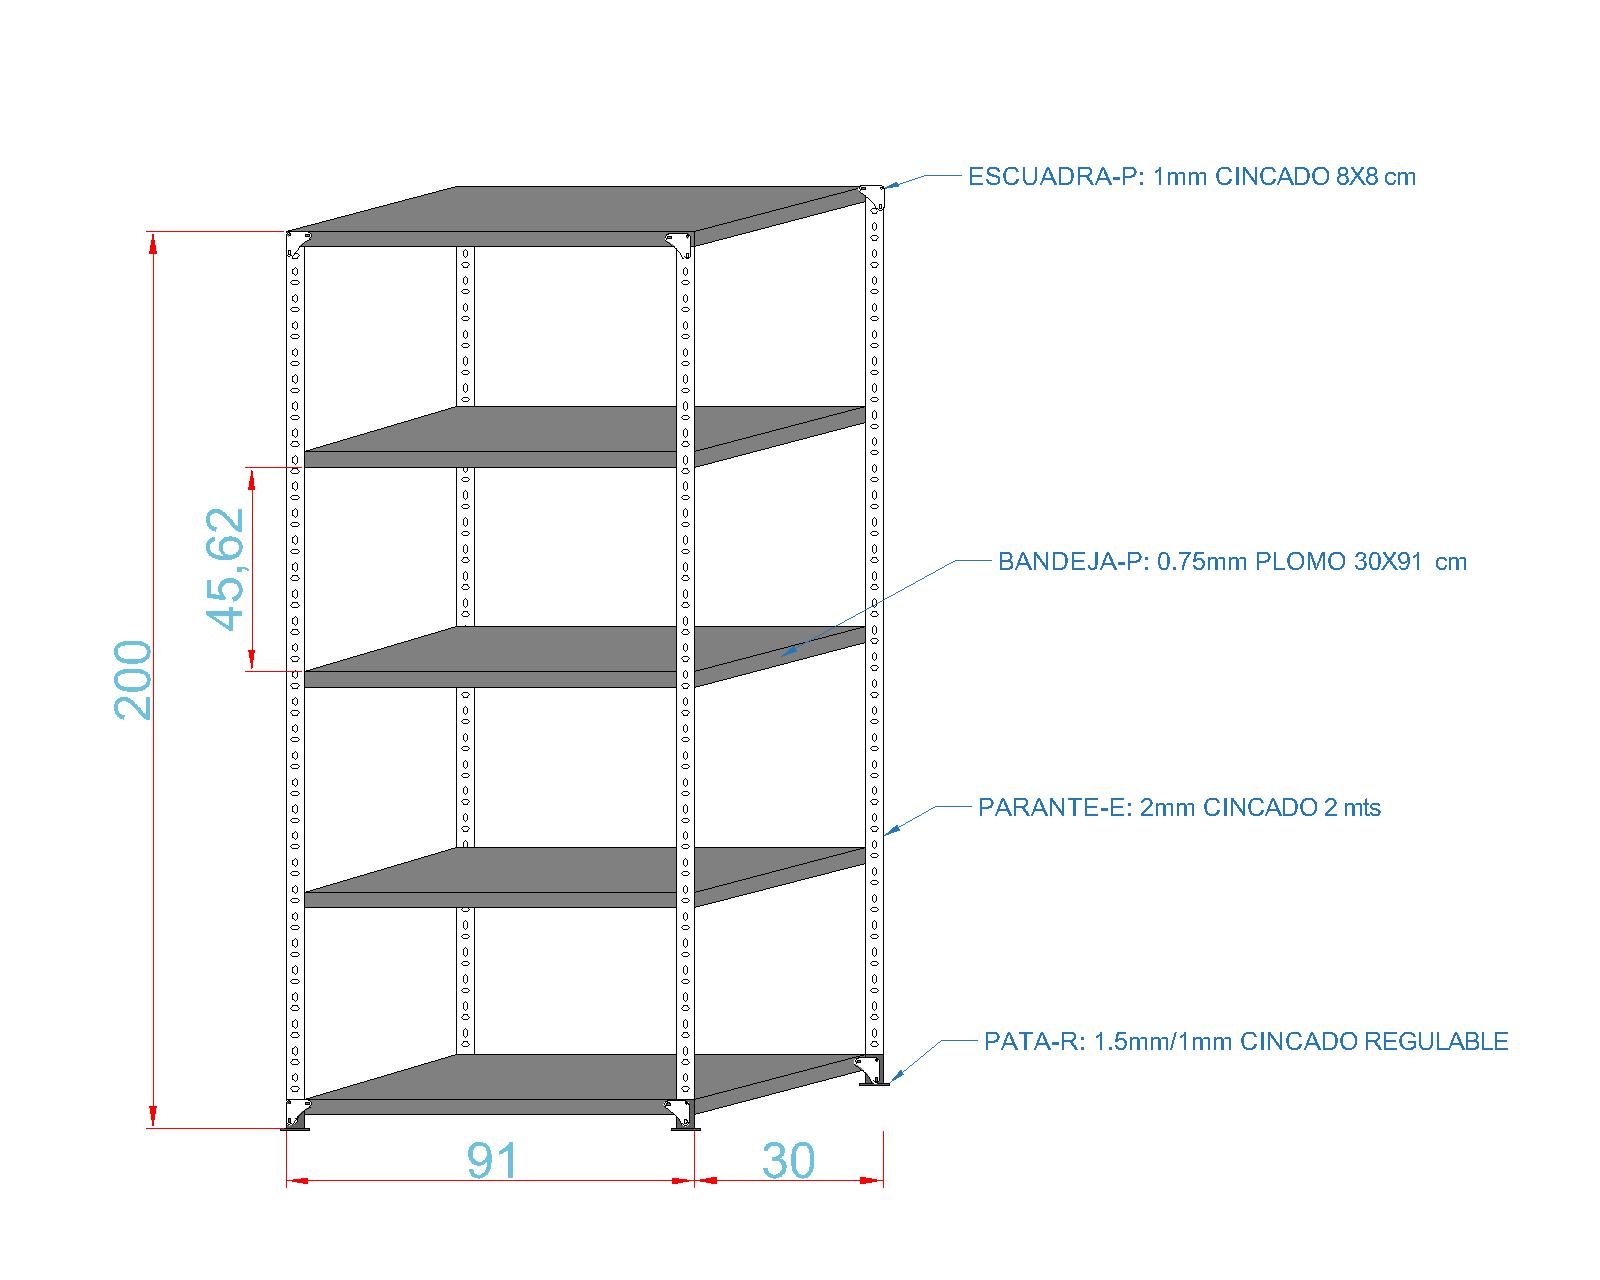 ESCUADRA-P: 1mm CINCADO 8X8 cm
45,62
BANDEJA-P: 0.75mm PLOMO 30X91 cm
200
PARANTE-E: 2mm CINCADO 2 mts
PATA-R: 1.5mm/1mm CINCADO REGULABLE
91
30